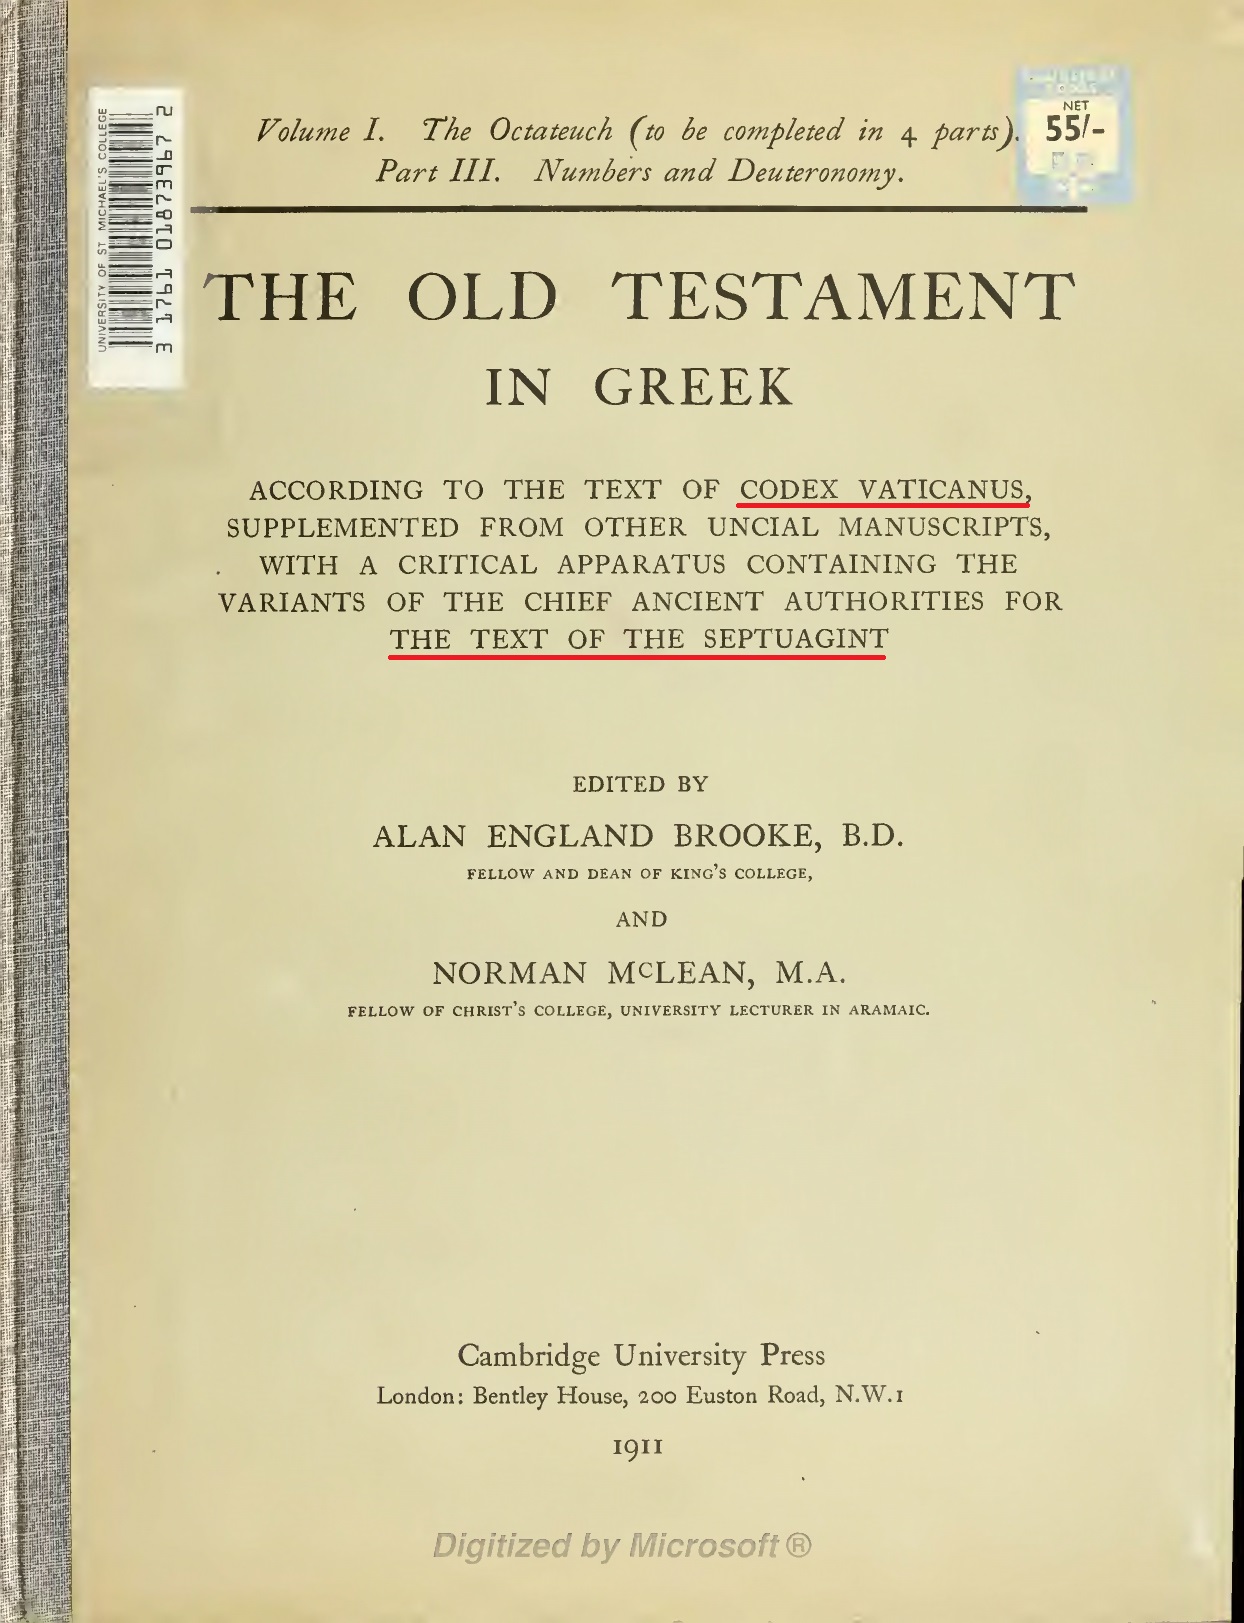 Volume I. The Octateuch (to be completed in 4 parts).
Part III. Numbers and Deuteronomy.
NET
55/-
UNIVERSITY OF ST MICHAEL'S COLLEGE
3 1761 01873967 2
THE OLD TESTAMENT
IN GREEK
ACCORDING TO THE TEXT OF CODEX VATICANUS,
SUPPLEMENTED FROM OTHER UNCIAL MANUSCRIPTS,
WITH A CRITICAL APPARATUS CONTAINING THE
VARIANTS OF THE CHIEF ANCIENT AUTHORITIES FOR
THE TEXT OF THE SEPTUAGINT
EDITED BY
ALAN ENGLAND BROOKE, B.D.
FELLOW AND DEAN OF KING'S COLLEGE,
AND
NORMAN McLEAN, M.A.
FELLOW OF CHRIST'S COLLEGE, UNIVERSITY LECTURER IN ARAMAIC.
Cambridge University Press
London: Bentley House, 200 Euston Road, N.W.1
1911
Digitized by Microsoft ®